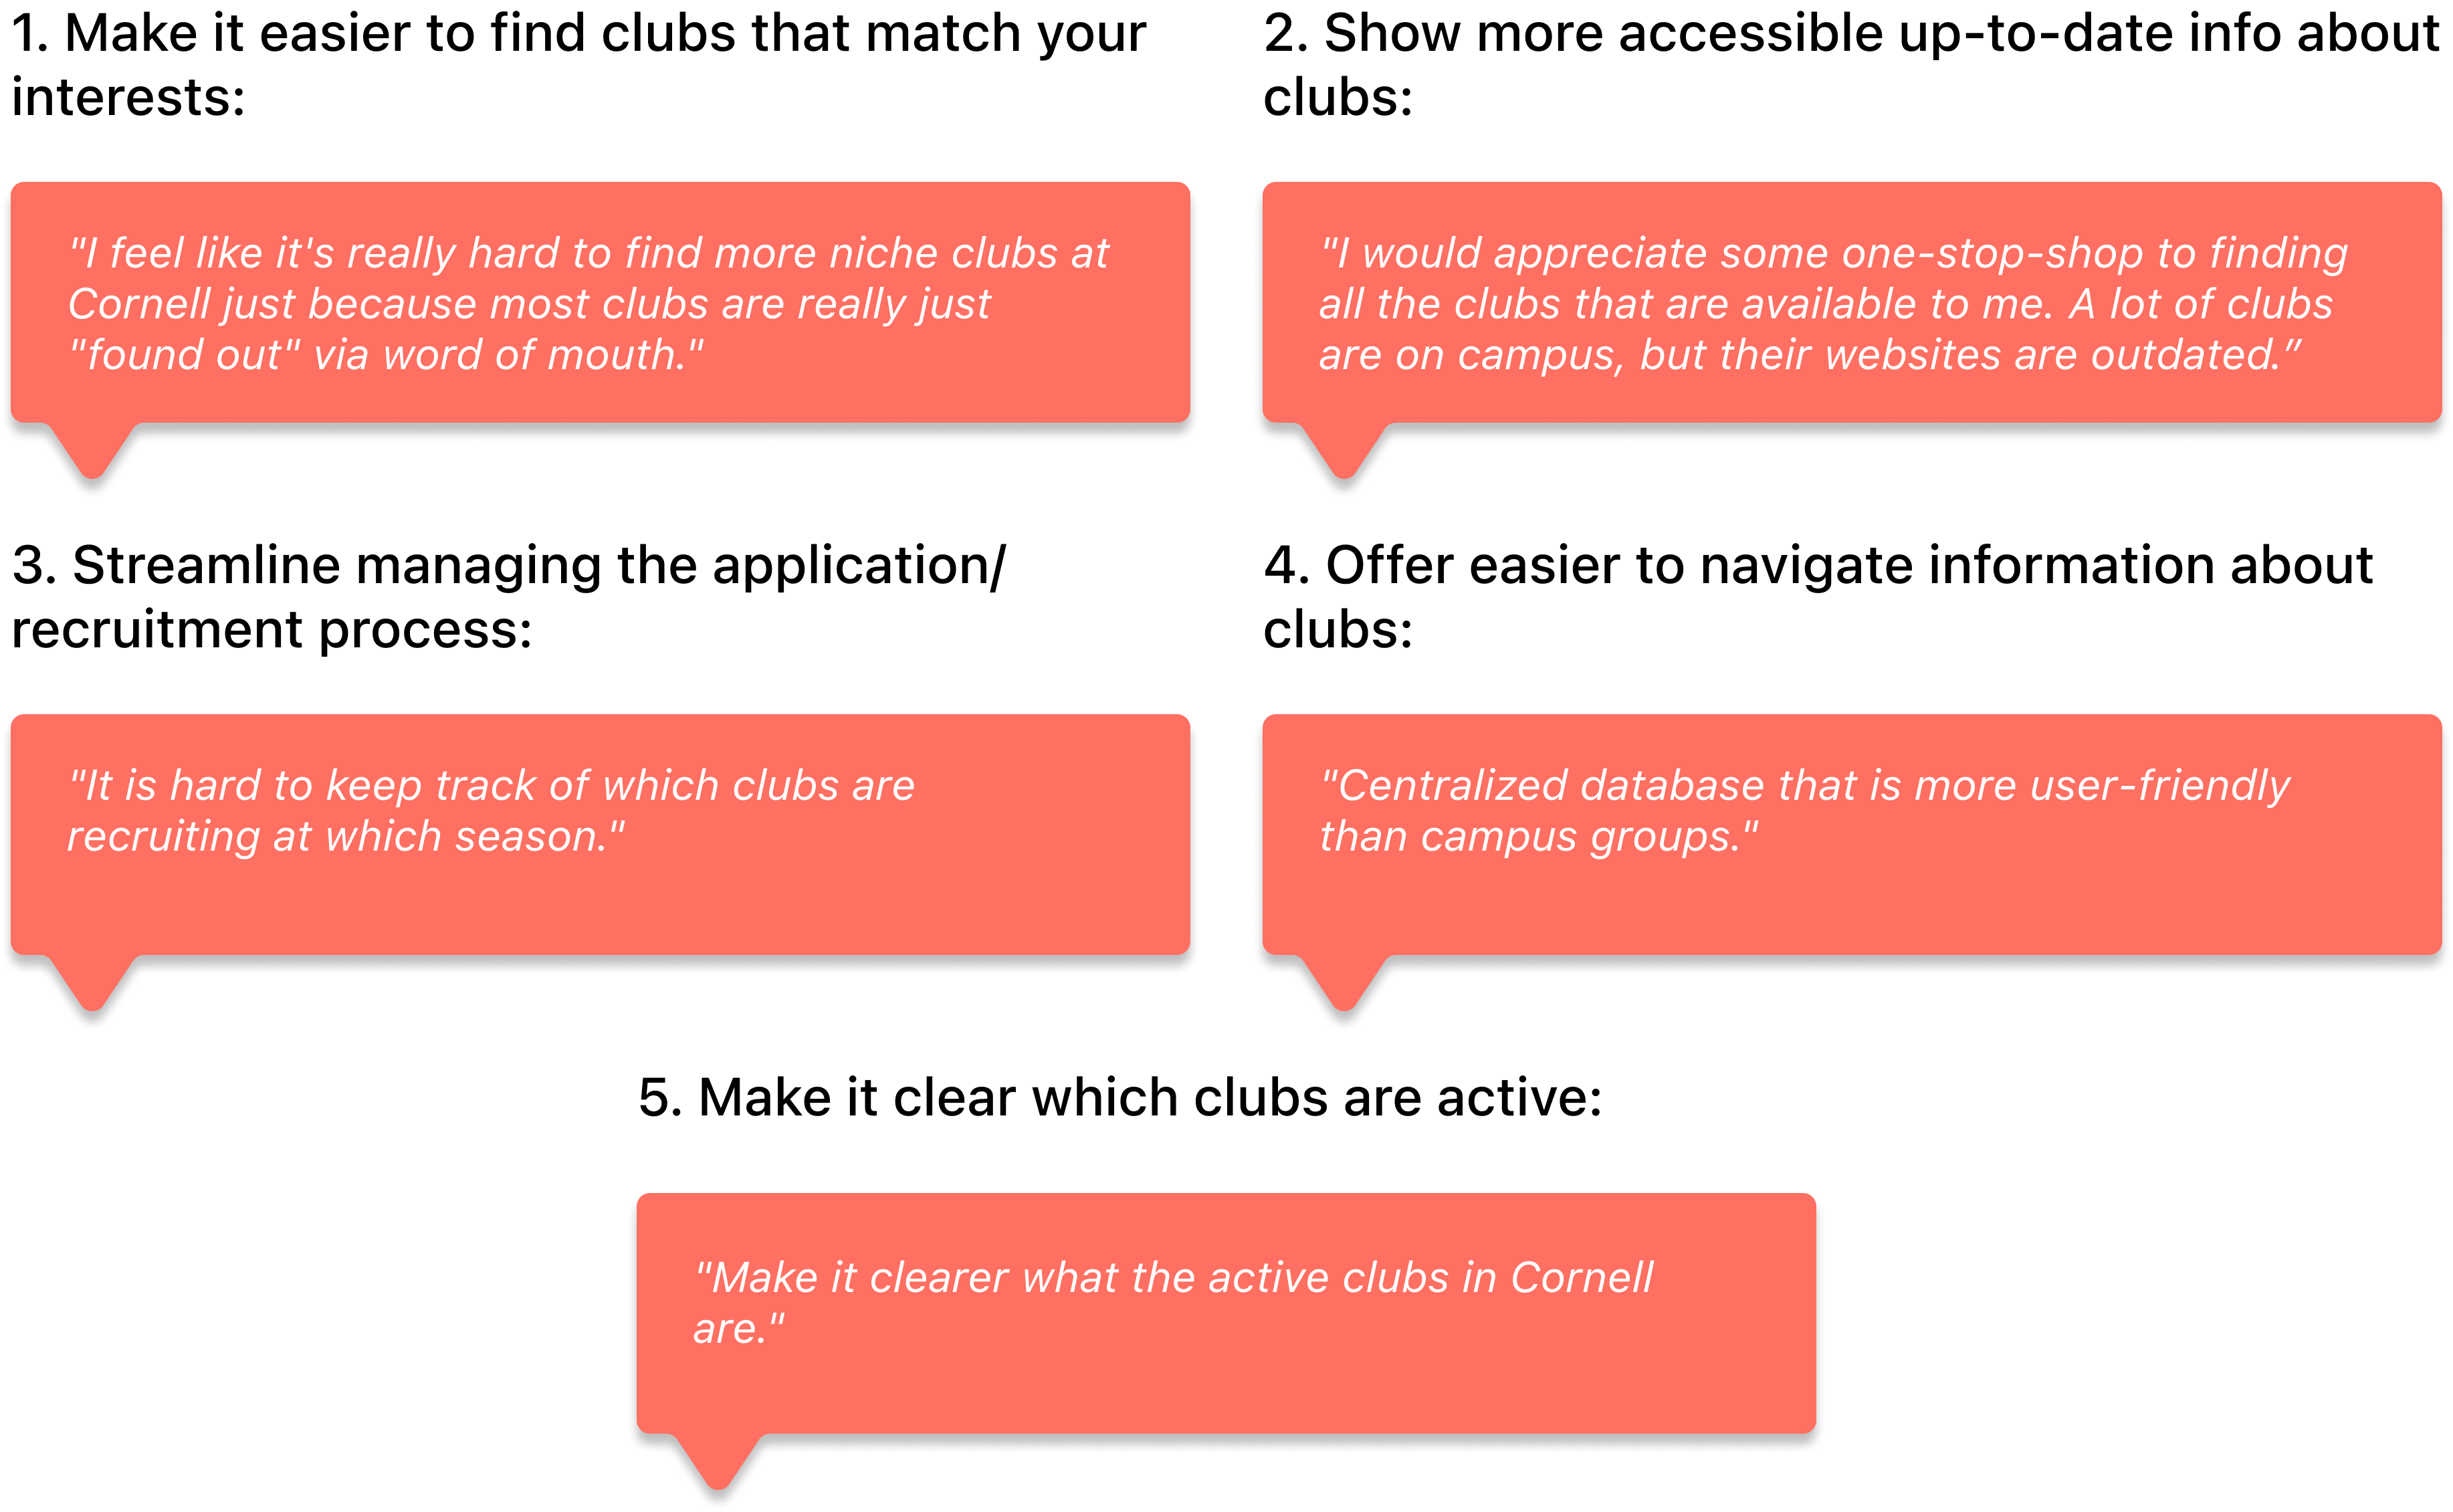 1. Make it easier to find clubs that match your
interests:
"I feel like it's really hard to find more niche clubs at
Cornell just because most clubs are really just
"found out" via word of mouth."
2. Show more accessible up-to-date info about
clubs:
"I would appreciate some one-stop-shop to finding
all the clubs that are available to me. A lot of clubs
are on campus, but their websites are outdated.”
3. Streamline managing the application/
recruitment process:
"It is hard to keep track of which clubs are
recruiting at which season."
4. Offer easier to navigate information about
clubs:
"Centralized database that is more user-friendly
than campus groups."
5. Make it clear which clubs are active:
"Make it clearer what the active clubs in Cornell
are."